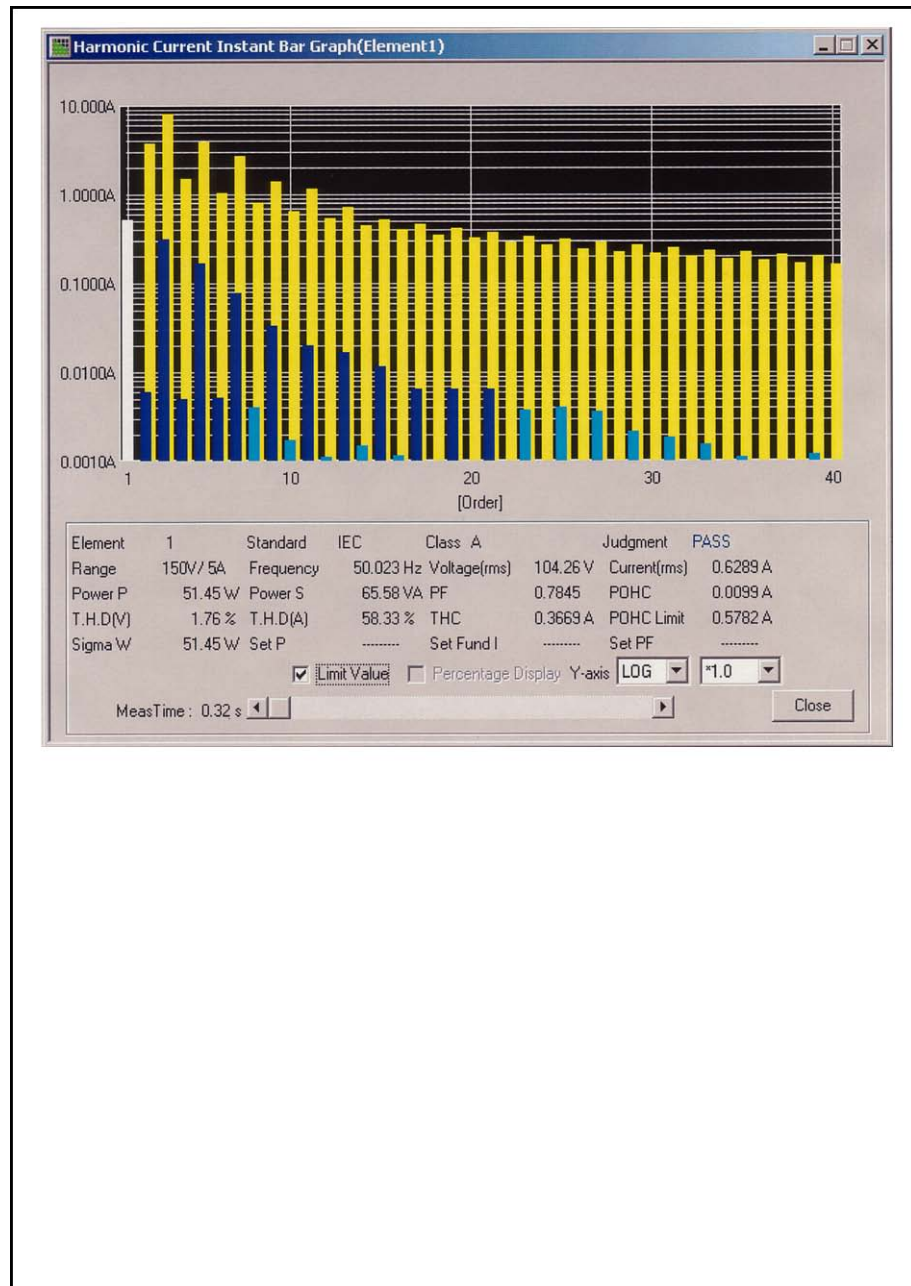 Harmonic Current Instant Bar Graph(Element1)
10.000A
1.0000A
0.1000A
0.0100A
0.0010A
1 10 20 30 40
[Order]
Element 1 Standard IEC Class A Judgment PASS
Range 150V/ 5A Frequency 50.023 Hz Voltage(rms) 104.26 V Current(rms) 0.6289 A
Power P 51.45 W Power S 65.58 VA PF 0.7845 POHC 0.0099 A
T.H.D(V) 1.76 % T.H.D(A) 58.33 % THC 0.3669 A POHC Limit 0.5782 A
Sigma W 51.45 W Set P -------- Set Fund I -------- Set PF --------
Limit Value Percentage Display Y-axis LOG *1.0
MeasTime : 0.32 s Close